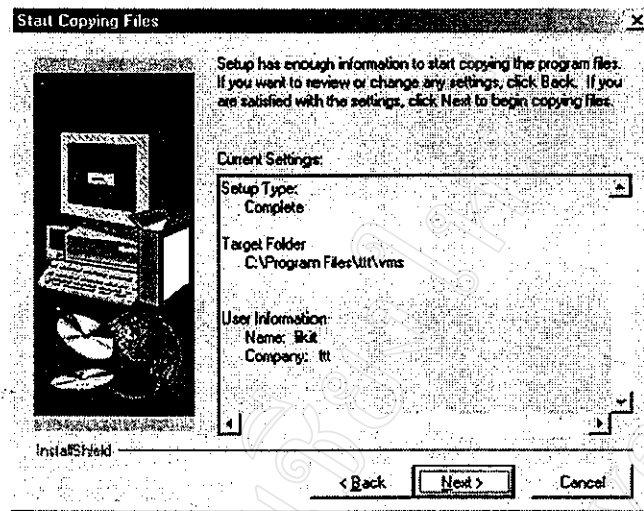 Start Copying Files
Setup has enough information to start copying the program files.
If you want to review or change any settings, click Back. If you
are satisfied with the settings, click Next to begin copying files.
Current Settings:
Setup Type:
Complete
Target Folder
C:\Program Files\ttt\vms
User Information
Name:
Company: ttt
InstallShield
< Back
Next >
Cancel